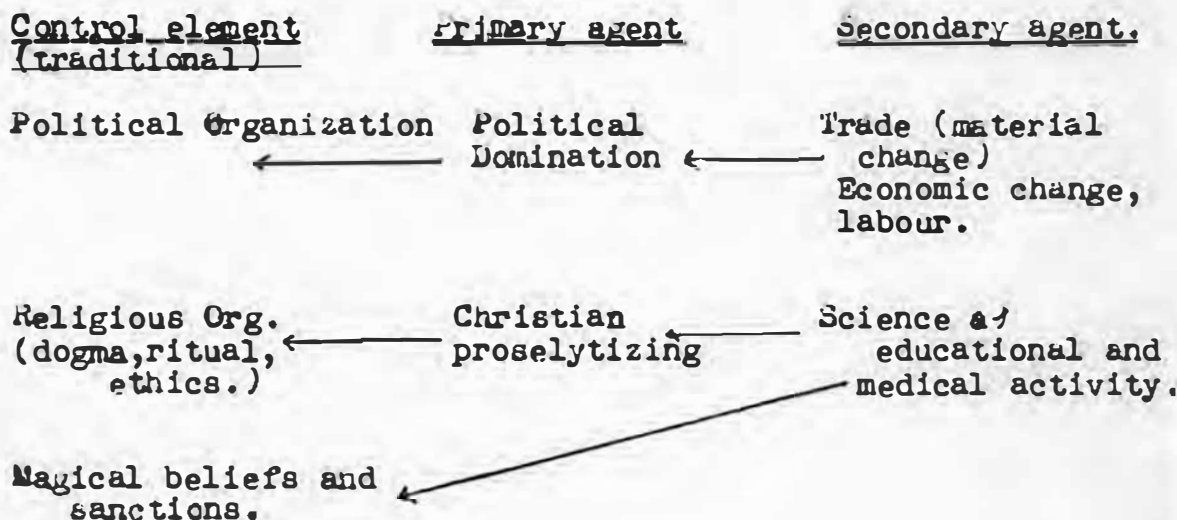 Control element Primary agent Secondary agent.
(traditional)
Political Organization Political Trade (material
Domination change)
Economic change,
labour.
Religious Org. Christian Science
(dogma,ritual, proselytizing educational and
ethics.) medical activity.
Magical beliefs and
sanctions.